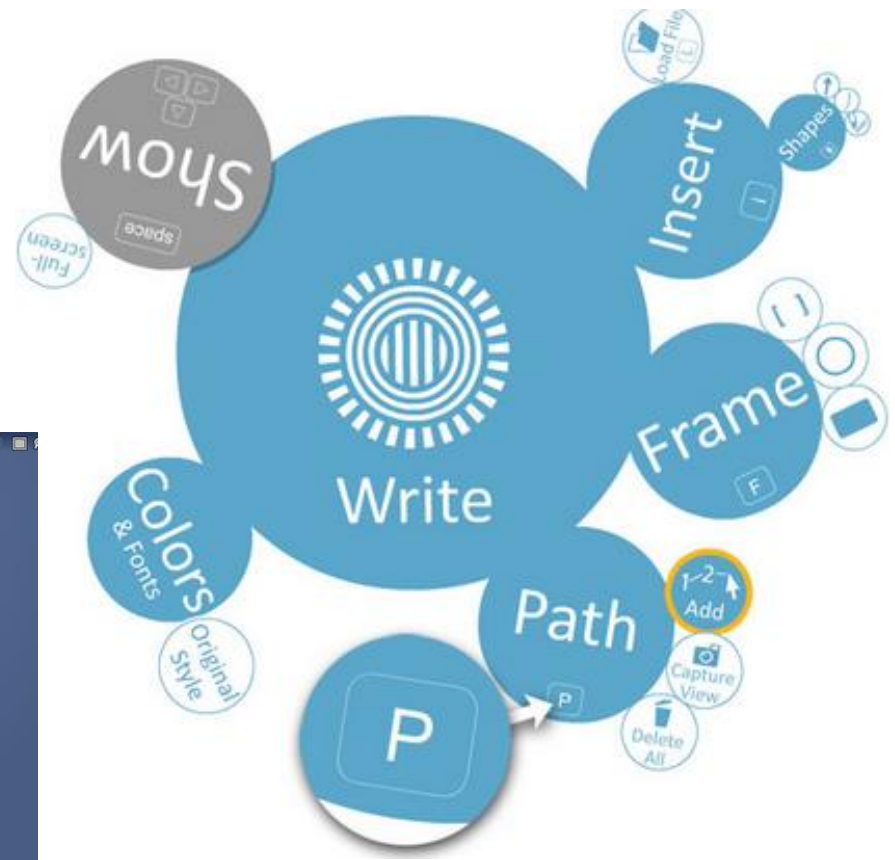 Show
space
Full-
screen
Load File
L
Insert
I
Shapes
s
Frame
F
Write
Colors
& Fonts
Original
Style
Path
P
1-2
Add
Capture
View
Delete
All
P